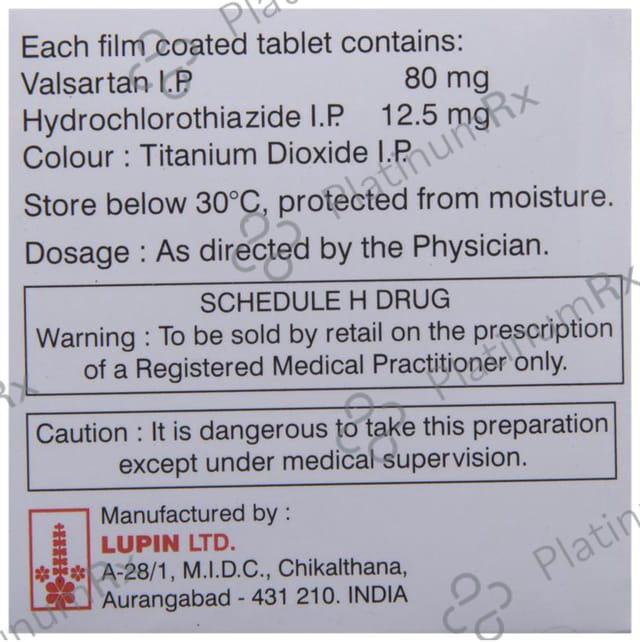 Each film coated tablet contains:
Valsartan I.P. 80 mg
Hydrochlorothiazide I.P. 12.5 mg
Colour : Titanium Dioxide I.P.
Store below 30°C, protected from moisture.
Dosage : As directed by the Physician.
SCHEDULE H DRUG
Warning : To be sold by retail on the prescription
of a Registered Medical Practitioner only.
Caution : It is dangerous to take this preparation
except under medical supervision.
Manufactured by :
LUPIN LTD.
A-28/1, M.I.D.C., Chikalthana,
Aurangabad - 431 210. INDIA
PlatinumRx
PlatinumRx
PlatinumRx